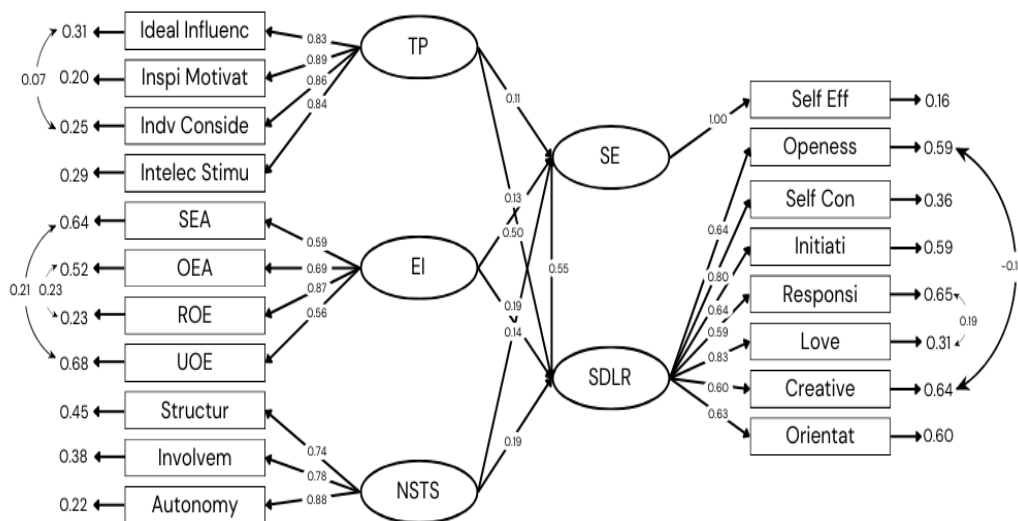 0.31 Ideal Influenc 0.83 TP
0.07
0.20 Inspi Motivat 0.89
0.25 Indv Conside 0.86
0.29 Intelec Stimu 0.84
0.11
0.13
0.64 SEA 0.59
0.52 OEA 0.69 EI
0.21
0.23
0.23 ROE 0.87
0.68 UOE 0.56
0.50
0.19
0.14
0.55
0.45 Structur 0.74
0.38 Involvem 0.78
0.22 Autonomy 0.88 NSTS
0.19
SE 1.00 Self Eff 0.16
SDLR
0.64 Openess 0.59
0.80 Self Con 0.36
0.64 Initiati 0.59
0.59 Responsi 0.65
0.19
0.83 Love 0.31
0.60 Creative 0.64
0.63 Orientat 0.60
-0.1